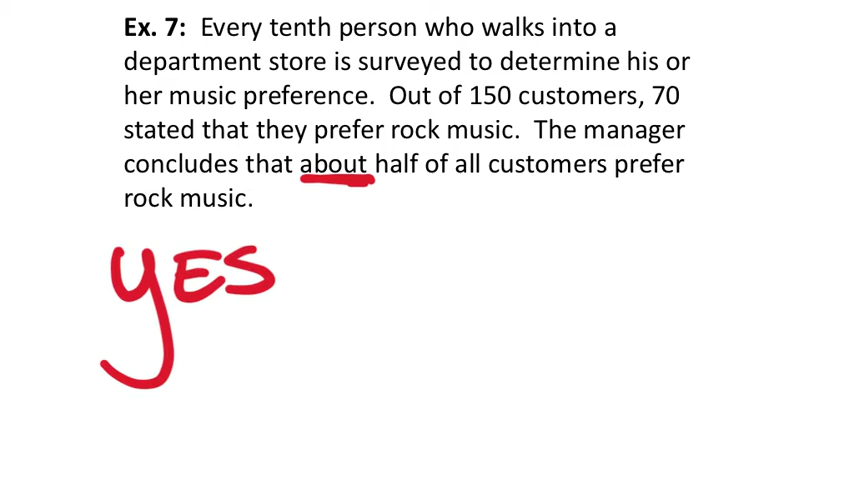 Ex. 7: Every tenth person who walks into a
department store is surveyed to determine his or
her music preference. Out of 150 customers, 70
stated that they prefer rock music. The manager
concludes that about half of all customers prefer
rock music.
YES